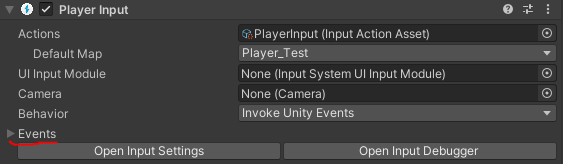 Player Input
Actions PlayerInput (Input Action Asset)
Default Map Player_Test
UI Input Module None (Input System UI Input Module)
Camera None (Camera)
Behavior Invoke Unity Events
Events
Open Input Settings Open Input Debugger